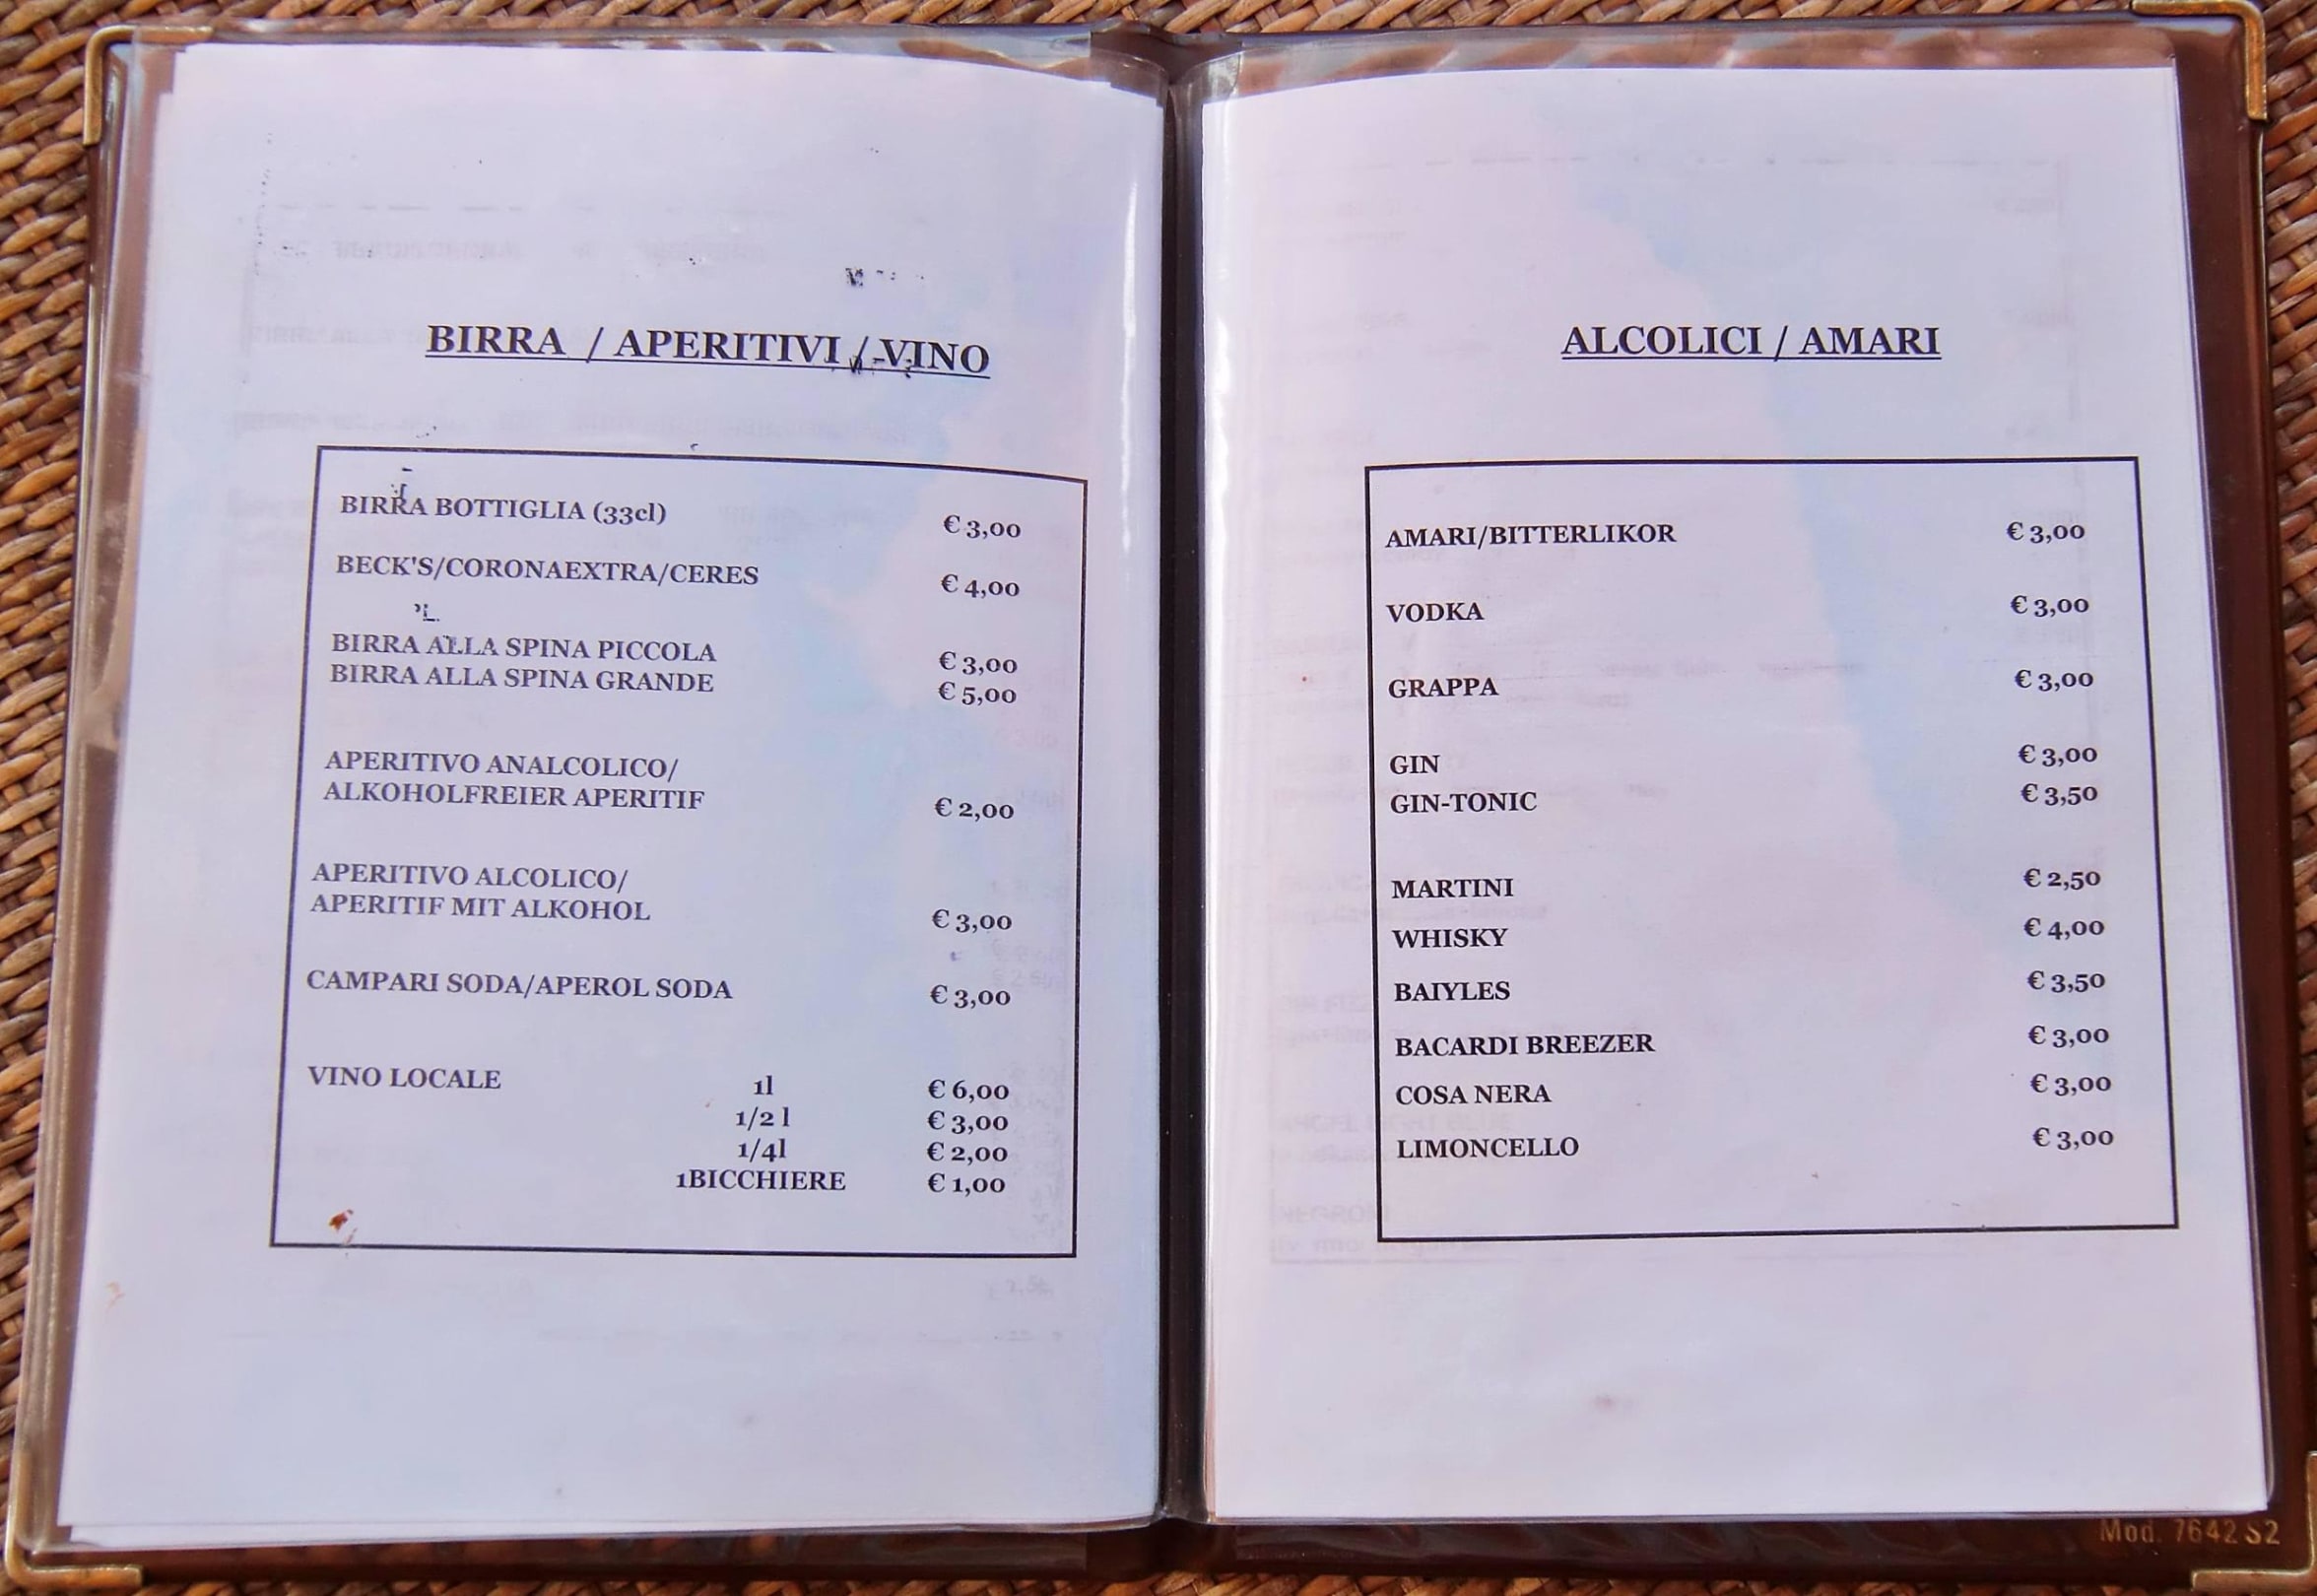 BIRRA / APERITIVI / VINO
BIRRA BOTTIGLIA (33cl) € 3,00
BECK'S/CORONAEXTRA/CERES € 4,00
BIRRA ALLA SPINA PICCOLA € 3,00
BIRRA ALLA SPINA GRANDE € 5,00
APERITIVO ANALCOLICO/
ALKOHOLFREIER APERITIF € 2,00
APERITIVO ALCOLICO/
APERITIF MIT ALKOHOL € 3,00
CAMPARI SODA/APEROL SODA € 3,00
VINO LOCALE 1l € 6,00
1/2 l € 3,00
1/4l € 2,00
1BICCHIERE € 1,00
ALCOLICI / AMARI
AMARI/BITTERLIKOR € 3,00
VODKA € 3,00
GRAPPA € 3,00
GIN € 3,00
GIN-TONIC € 3,50
MARTINI € 2,50
WHISKY € 4,00
BAIYLES € 3,50
BACARDI BREEZER € 3,00
COSA NERA € 3,00
LIMONCELLO € 3,00
Mod. 7642 S2